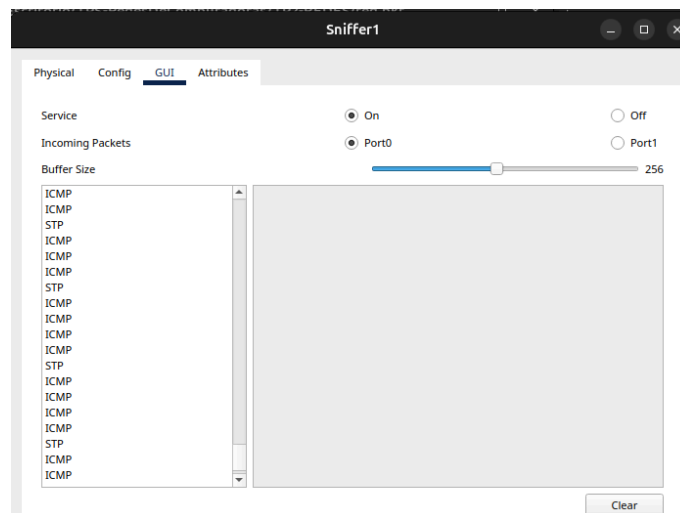 Sniffer1
Physical Config GUI Attributes
Service On Off
Incoming Packets Port0 Port1
Buffer Size 256
ICMP
ICMP
STP
ICMP
ICMP
ICMP
STP
ICMP
ICMP
ICMP
ICMP
STP
ICMP
ICMP
ICMP
ICMP
STP
ICMP
ICMP
Clear